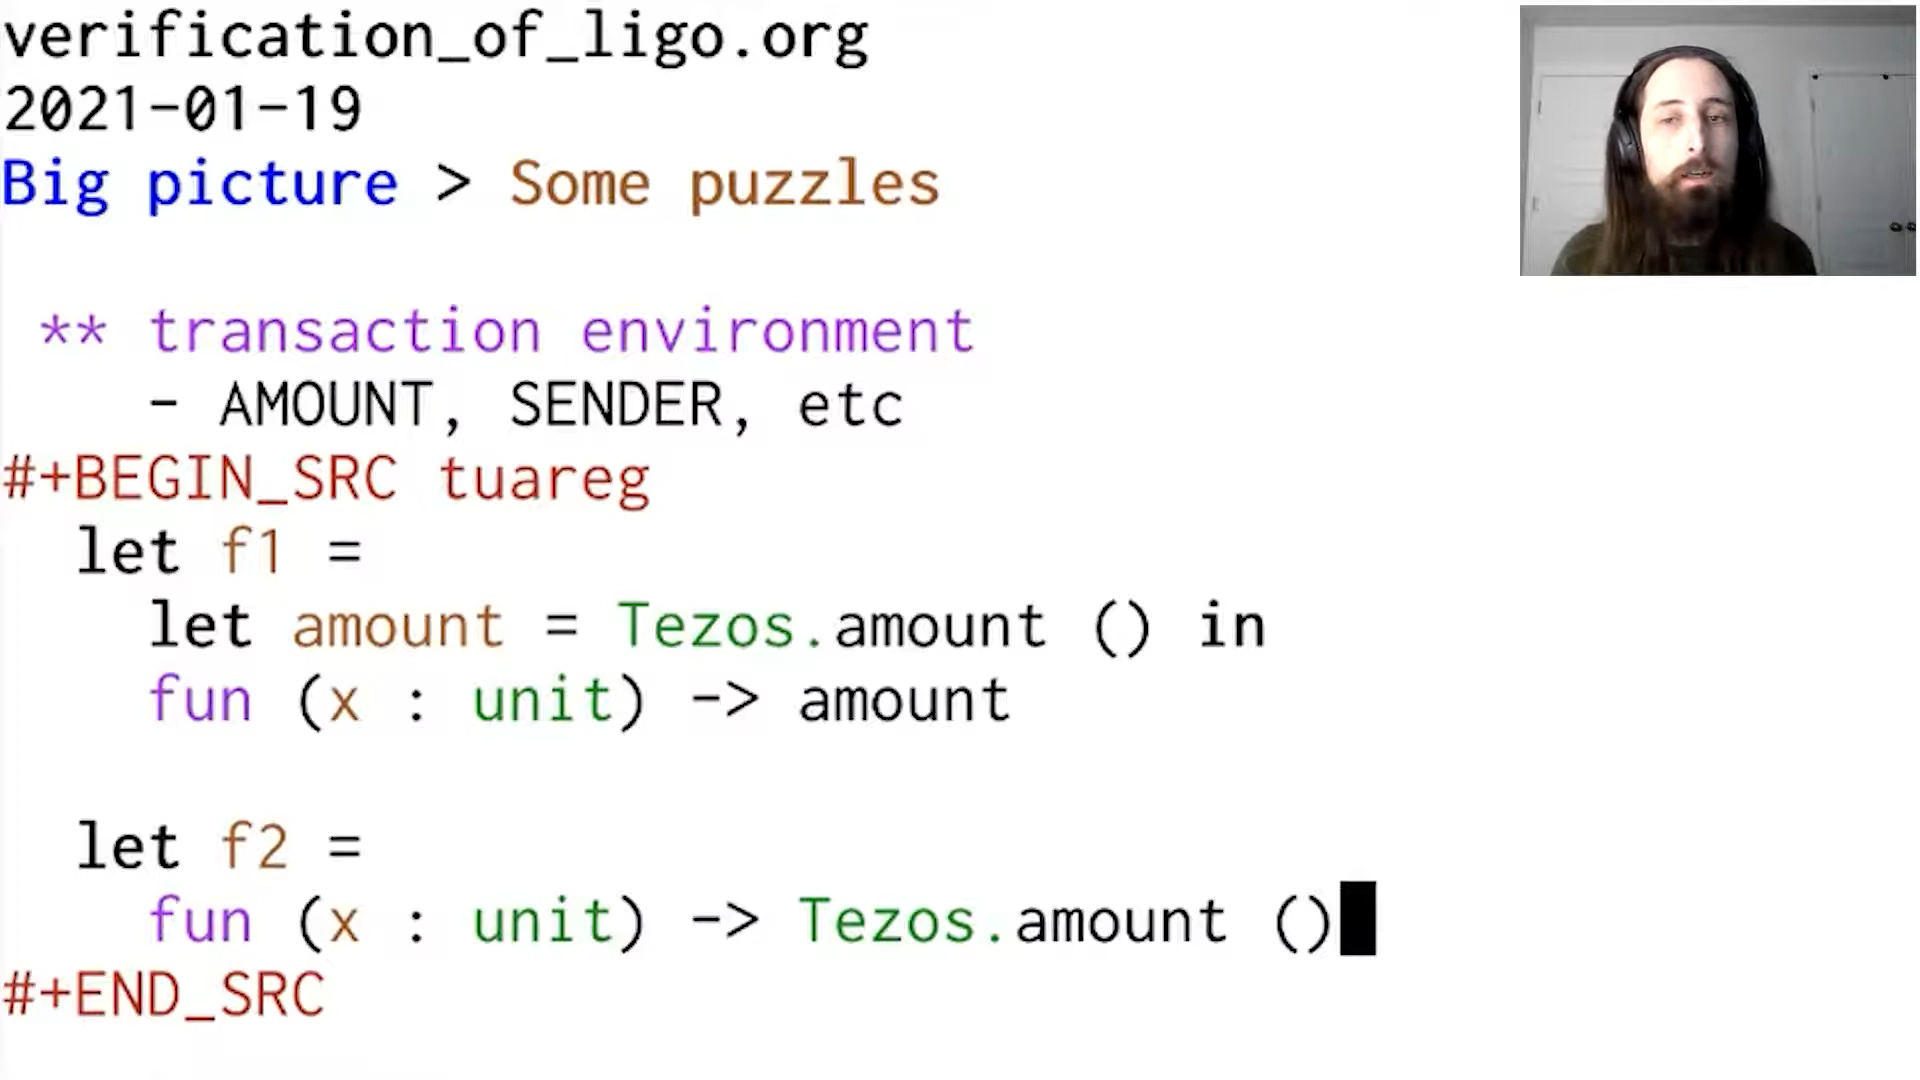 verification_of_ligo.org
2021-01-19
Big picture > Some puzzles
** transaction environment
- AMOUNT, SENDER, etc
#+BEGIN_SRC tuareg
let f1 =
let amount = Tezos.amount () in
fun (x : unit) -> amount
let f2 =
fun (x : unit) -> Tezos.amount ()
#+END_SRC